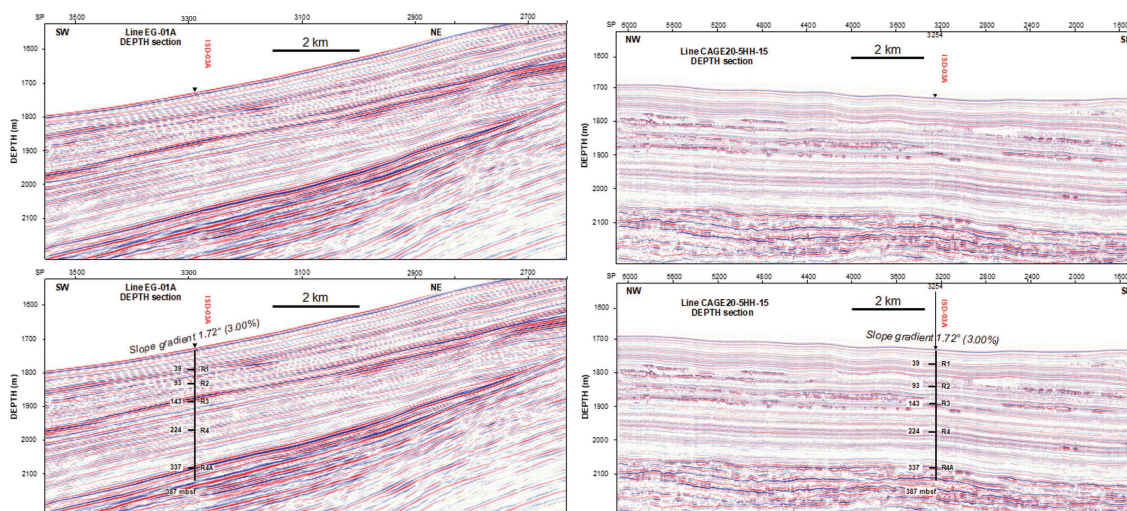 SP 3500 3300 3100 2900 2700
SW Line EG-01A NE
DEPTH section
ISD-03A
2 km
DEPTH (m)
1600
1700
1800
1900
2000
2100
SP 6000 5600 5200 4800 4400 4000 3600 3200 2800 2400 2000 1600
3254
NW Line CAGE20-5HH-15
DEPTH section
2 km
ISD-03A
DEPTH (m)
1600
1700
1800
1900
2000
2100
SP 3500 3300 3100 2900 2700
SW Line EG-01A NE
DEPTH section
ISD-03A
2 km
Slope gradient 1.72° (3.00%)
DEPTH (m)
1600
1700
1800
1900
2000
2100
39 R1
93 R2
143 R3
224 R4
337 R4A
387 mbsf
SP 6000 5600 5200 4800 4400 4000 3600 3200 2800 2400 2000 1600
3254
NW Line CAGE20-5HH-15
DEPTH section
2 km
ISD-03A
Slope gradient 1.72° (3.00%)
DEPTH (m)
1600
1700
1800
1900
2000
2100
39 R1
93 R2
143 R3
224 R4
337 R4A
387 mbsf